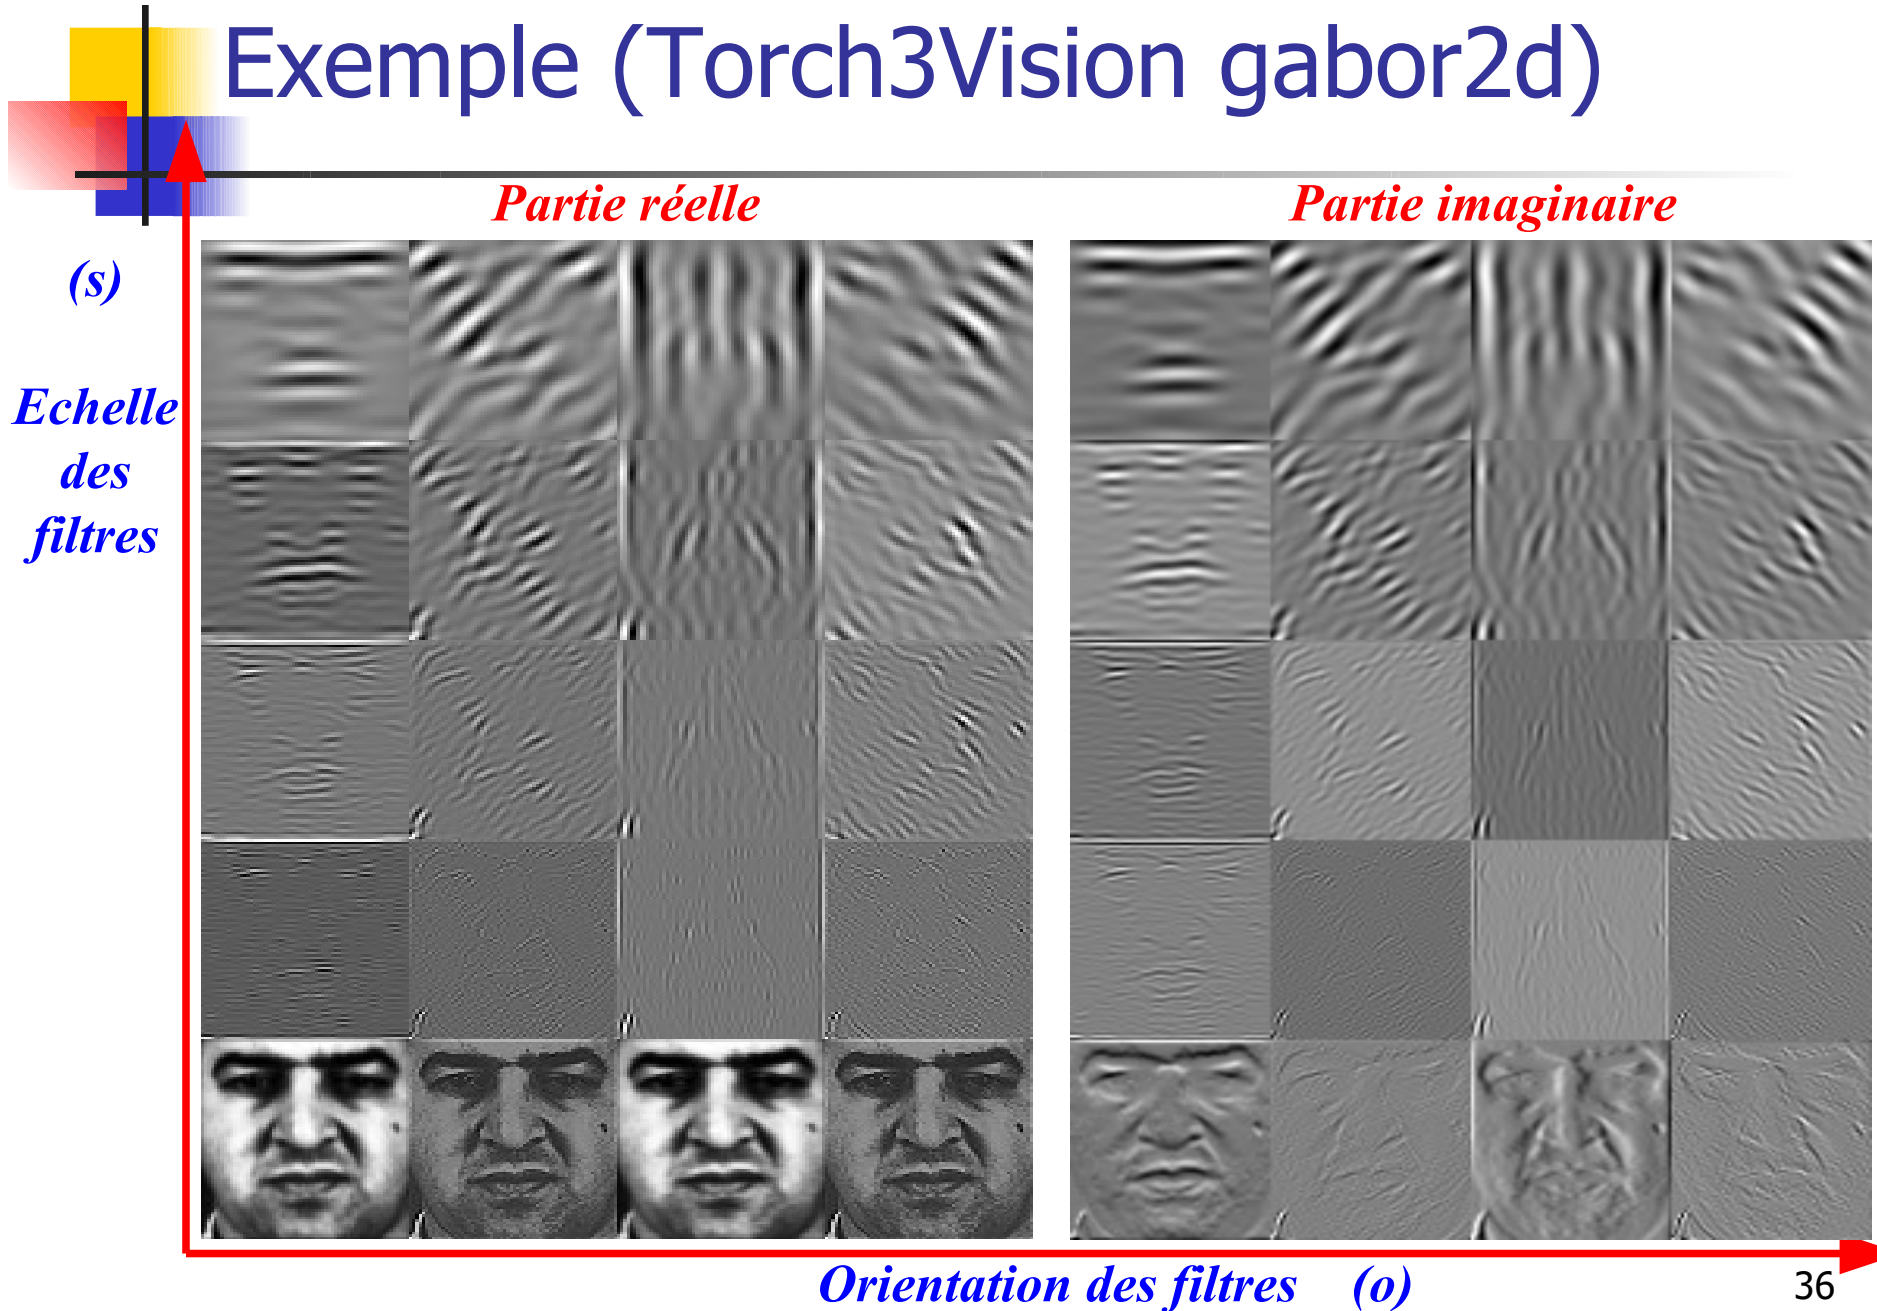 Exemple (Torch3Vision gabor2d)
Partie réelle
Partie imaginaire
(s)
Echelle
des
filtres
Orientation des filtres (o)
36